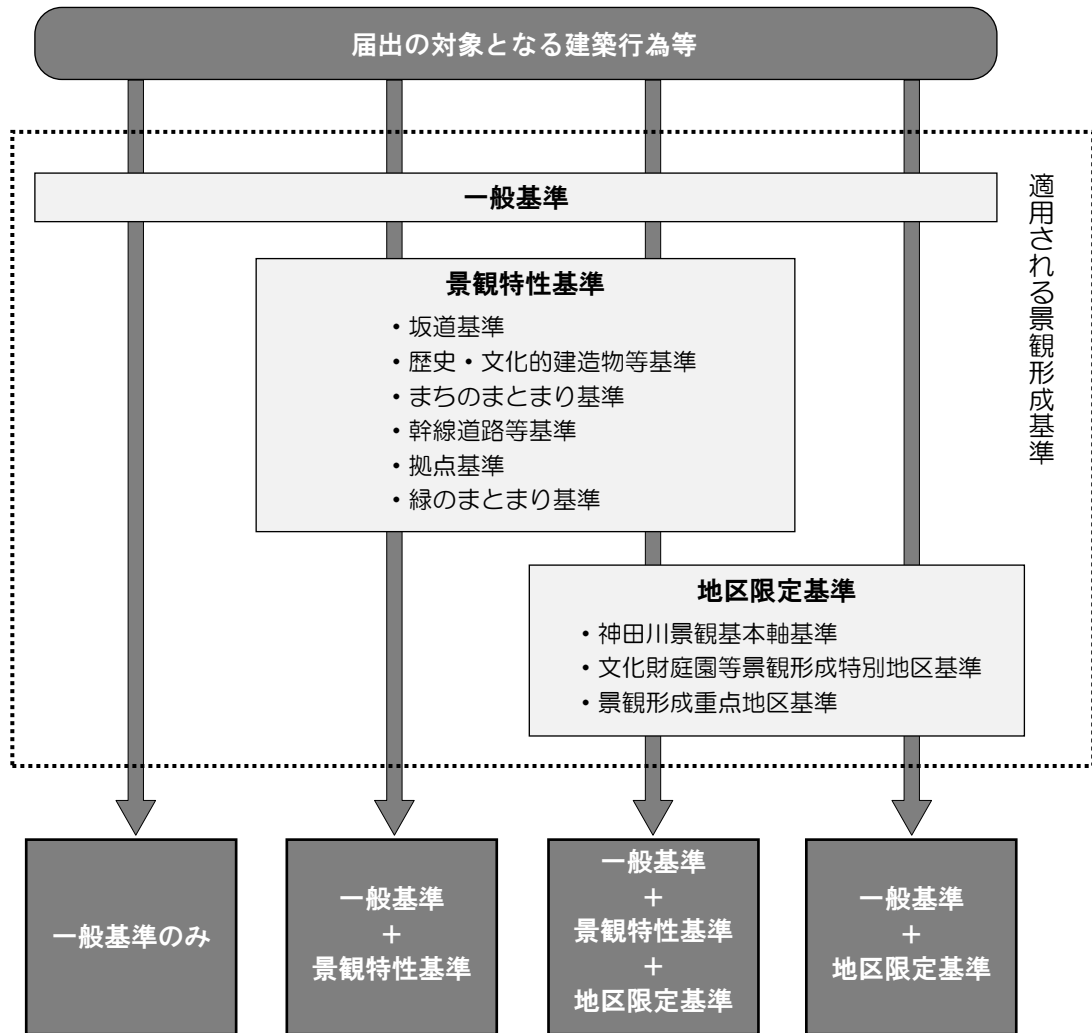 届出の対象となる建築行為等
一般基準
適用される景観形成基準
景観特性基準
・坂道基準
・歴史・文化的建造物等基準
・まちのまとまり基準
・幹線道路等基準
・拠点基準
・緑のまとまり基準
地区限定基準
・神田川景観基本軸基準
・文化財庭園等景観形成特別地区基準
・景観形成重点地区基準
一般基準のみ
一般基準
+
景観特性基準
一般基準
+
景観特性基準
+
地区限定基準
一般基準
+
地区限定基準